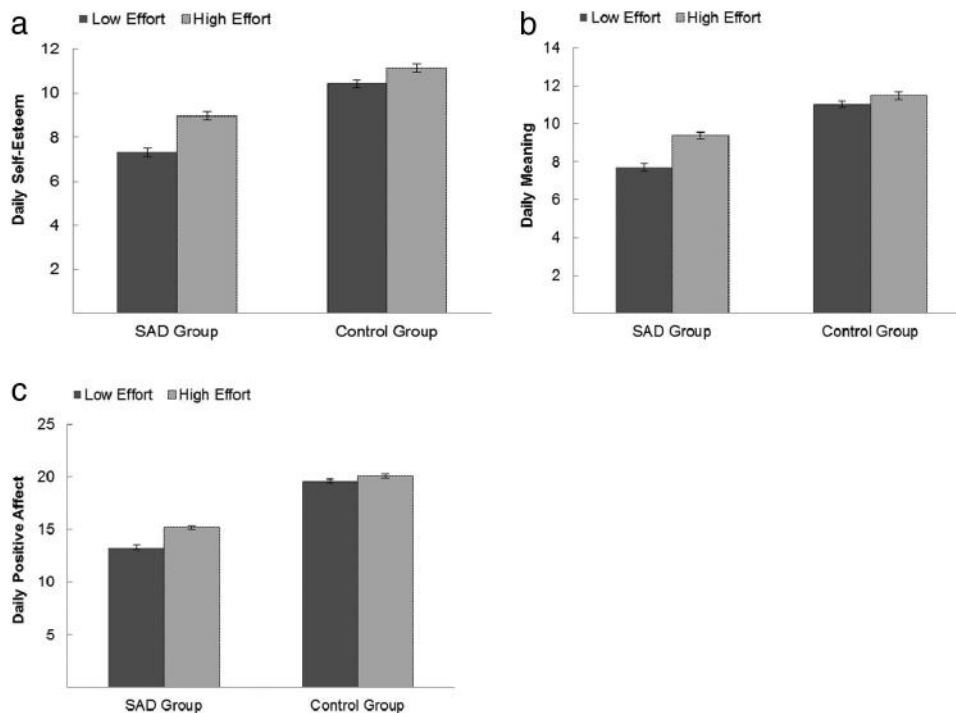 a
■ Low Effort ■ High Effort
12
10
8
6
4
2
Daily Self-Esteem
SAD Group Control Group
b
■ Low Effort ■ High Effort
14
12
10
8
6
4
2
Daily Meaning
SAD Group Control Group
c
■ Low Effort ■ High Effort
25
20
15
10
5
Daily Positive Affect
SAD Group Control Group